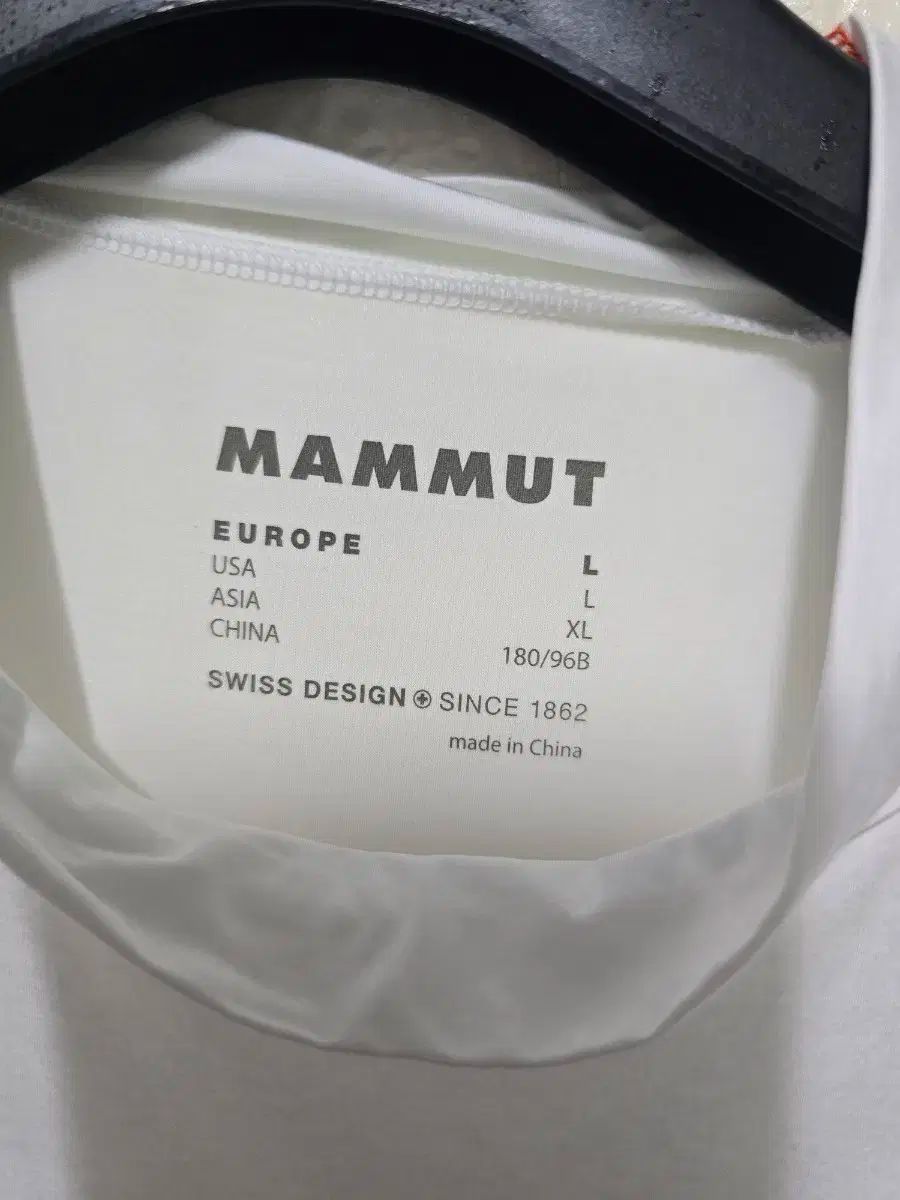 MAMMUT
EUROPE L
USA L
ASIA XL
CHINA 180/96B
SWISS DESIGN SINCE 1862
made in China